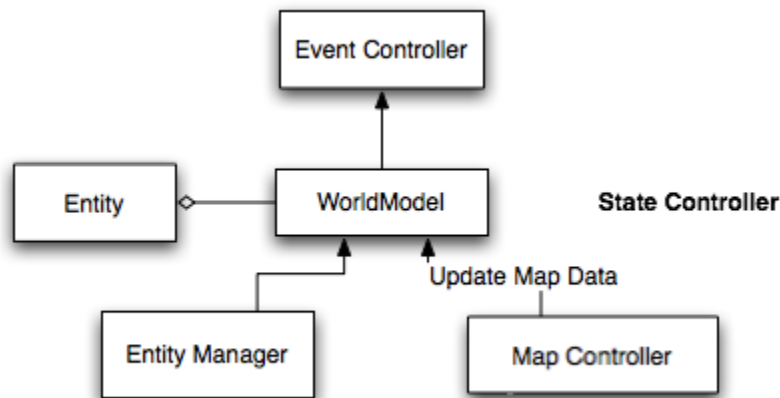 Event Controller
Entity
WorldModel
State Controller
Update Map Data
Entity Manager
Map Controller